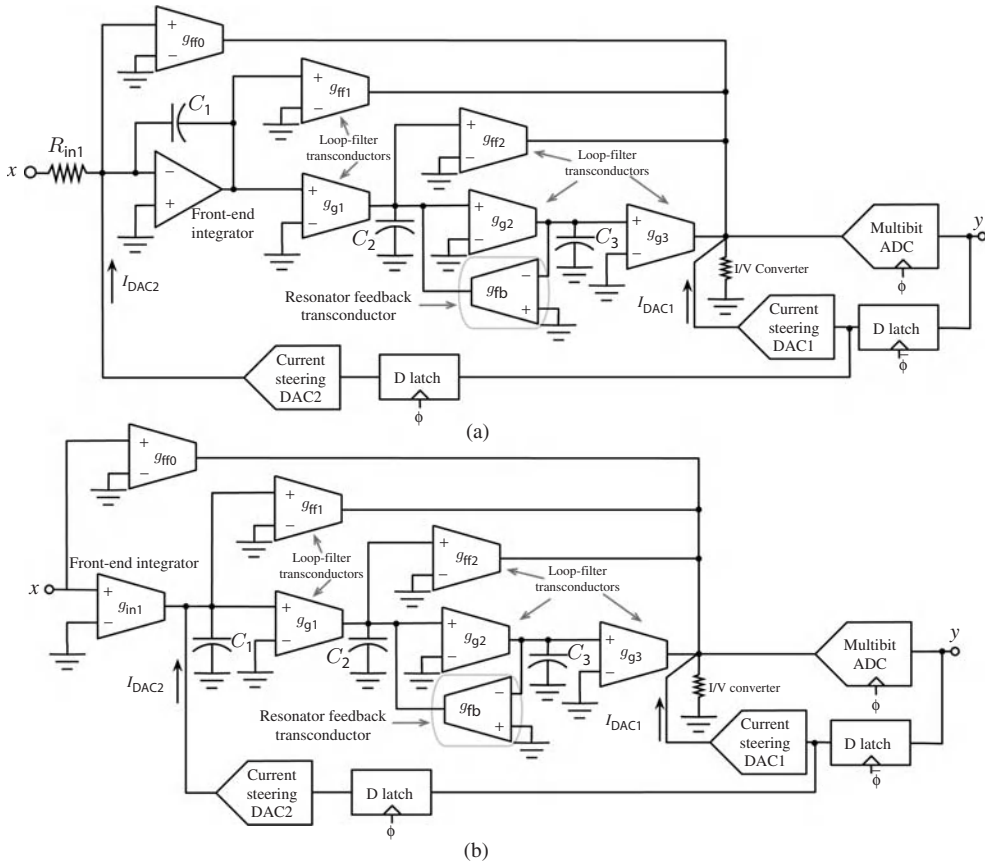 g_ff0
+
−
C_1
g_ff1
+
−
R_in1
x
Loop-filter
transconductors
g_ff2
+
−
Loop-filter
transconductors
−
+
Front-end
integrator
g_g1
+
−
C_2
g_g2
+
−
C_3
g_g3
+
−
Multibit
ADC
ϕ
y
I_DAC2
Resonator feedback
transconductor
g_fb
−
+
I_DAC1
I/V Converter
Current
steering
DAC1
D latch
ϕ̄
Current
steering
DAC2
D latch
ϕ
(a)
g_ff0
+
−
g_ff1
+
−
Front-end integrator
Loop-filter
transconductors
g_ff2
+
−
Loop-filter
transconductors
x
g_in1
+
−
C_1
g_g1
+
−
C_2
g_g2
+
−
C_3
g_g3
+
−
Multibit
ADC
ϕ
y
I_DAC2
Resonator feedback
transconductor
g_fb
−
+
I_DAC1
I/V converter
Current
steering
DAC1
D latch
ϕ̄
Current
steering
DAC2
D latch
ϕ
(b)